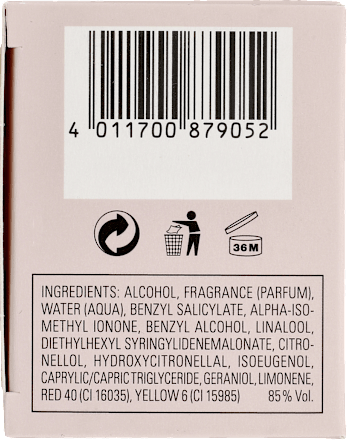 4 011700 879052
36M
INGREDIENTS: ALCOHOL, FRAGRANCE (PARFUM),
WATER (AQUA), BENZYL SALICYLATE, ALPHA-ISO-
METHYL IONONE, BENZYL ALCOHOL, LINALOOL,
DIETHYLHEXYL SYRINGYLIDENEMALONATE, CITRO-
NELLOL, HYDROXYCITRONELLAL, ISOEUGENOL,
CAPRYLIC/CAPRIC TRIGLYCERIDE, GERANIOL, LIMONENE,
RED 40 (CI 16035), YELLOW 6 (CI 15985) 85% Vol.